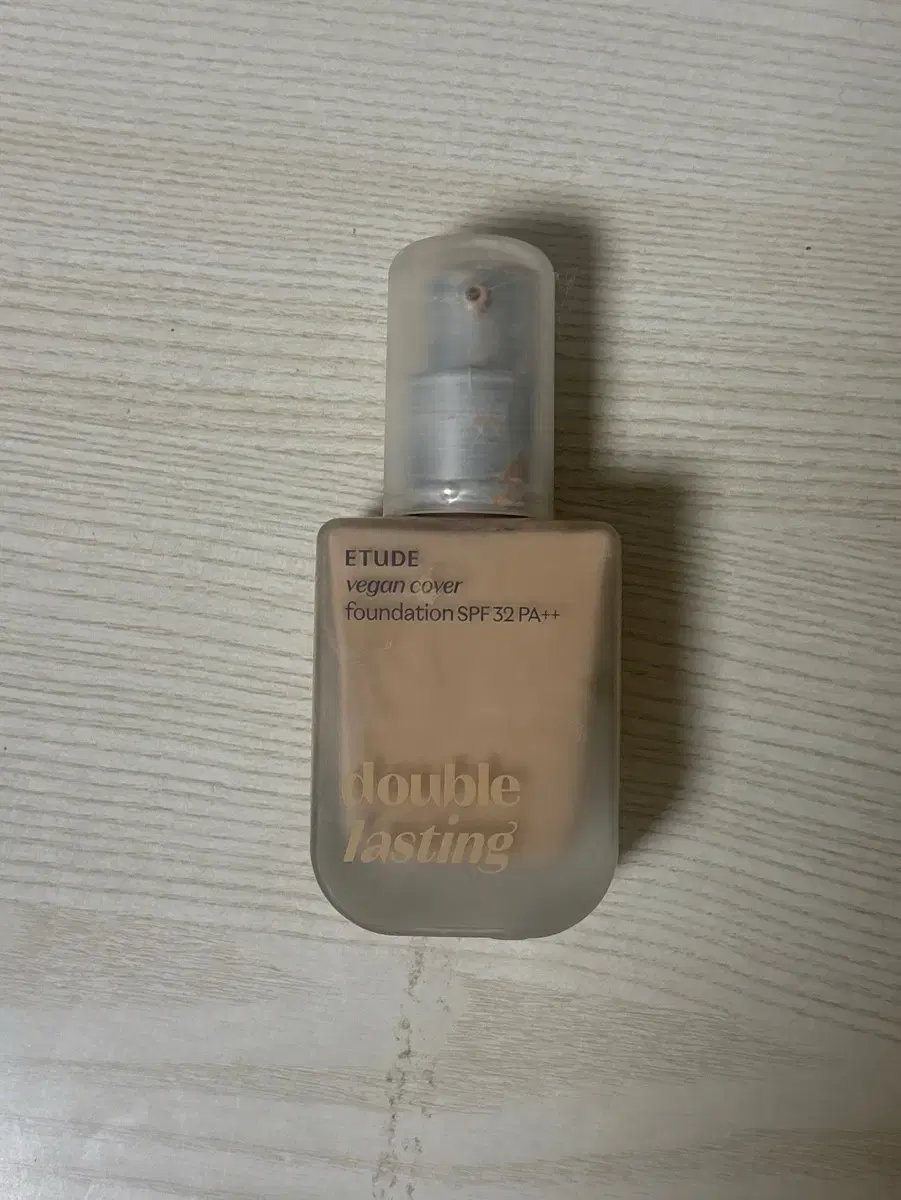 ETUDE
vegan cover
foundation SPF 32 PA++
double
lasting